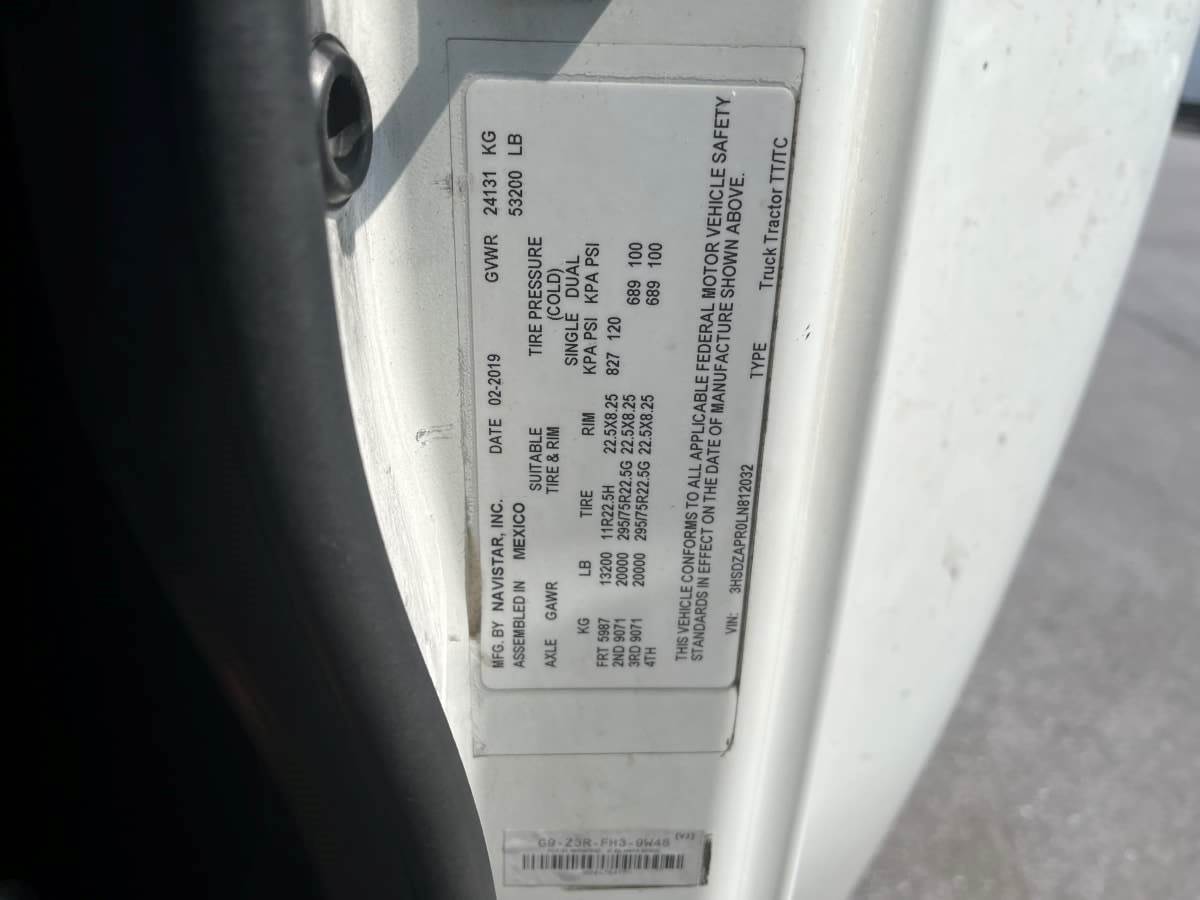 MFG. BY NAVISTAR, INC. DATE 02-2019 GVWR 24131 KG
ASSEMBLED IN MEXICO 53200 LB
SUITABLE TIRE PRESSURE
AXLE GAWR TIRE & RIM (COLD)
SINGLE DUAL
KG LB TIRE RIM KPA PSI KPA PSI
FRT 5987 13200 11R22.5H 22.5X8.25 827 120
2ND 9071 20000 295/75R22.5G 22.5X8.25 689 100
3RD 9071 20000 295/75R22.5G 22.5X8.25 689 100
4TH
THIS VEHICLE CONFORMS TO ALL APPLICABLE FEDERAL MOTOR VEHICLE SAFETY
STANDARDS IN EFFECT ON THE DATE OF MANUFACTURE SHOWN ABOVE.
VIN: 3HSDZAPR0LN812032 TYPE Truck Tractor TT/TC
G9-Z3R-FH3-9W48